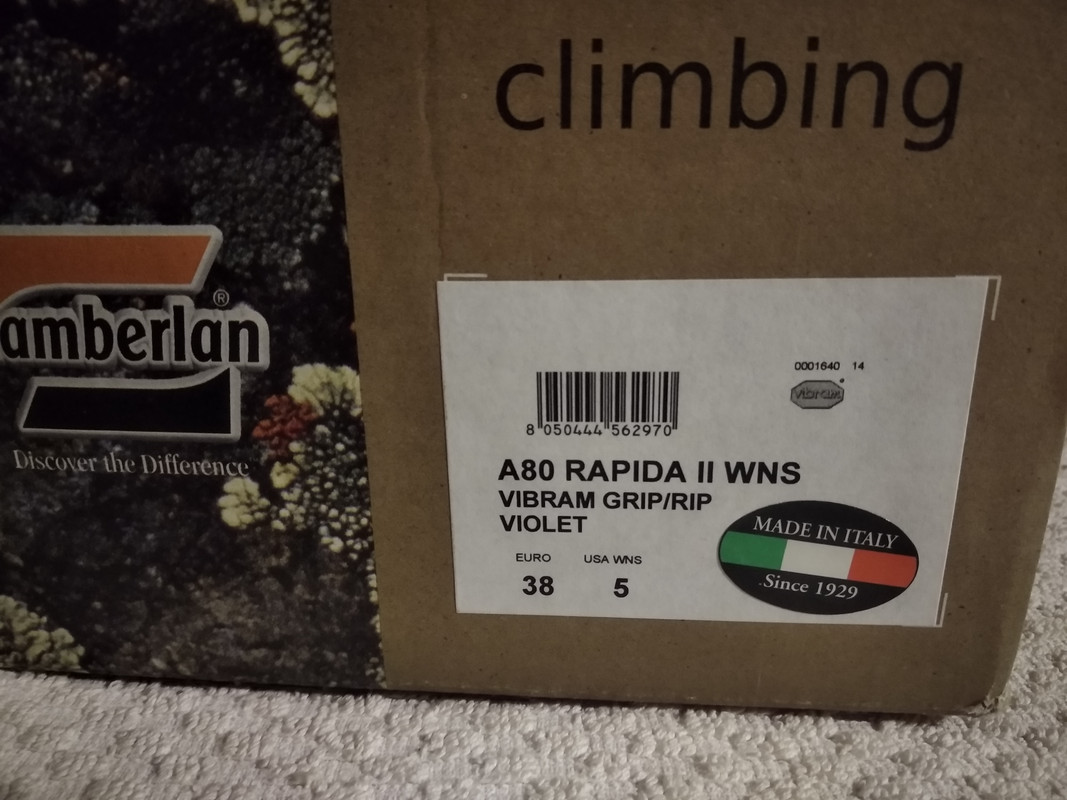 climbing
amberlan®
Discover the Difference
0001640 14
vibram
8 050444 562970
A80 RAPIDA II WNS
VIBRAM GRIP/RIP
VIOLET
EURO USA WNS
38 5
MADE IN ITALY
Since 1929